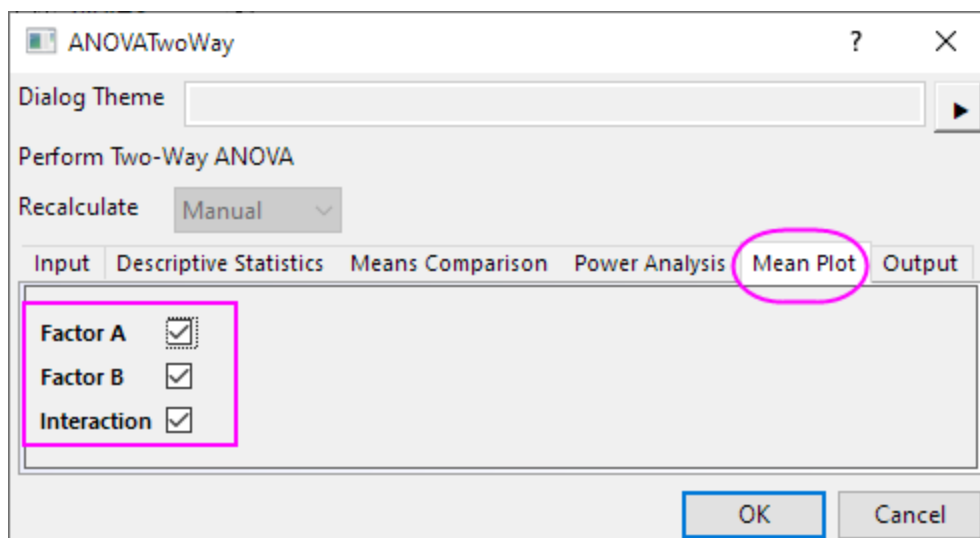 ANOVATwoWay ?
Dialog Theme
Perform Two-Way ANOVA
Recalculate Manual
Input Descriptive Statistics Means Comparison Power Analysis Mean Plot Output
Factor A
Factor B
Interaction
OK Cancel